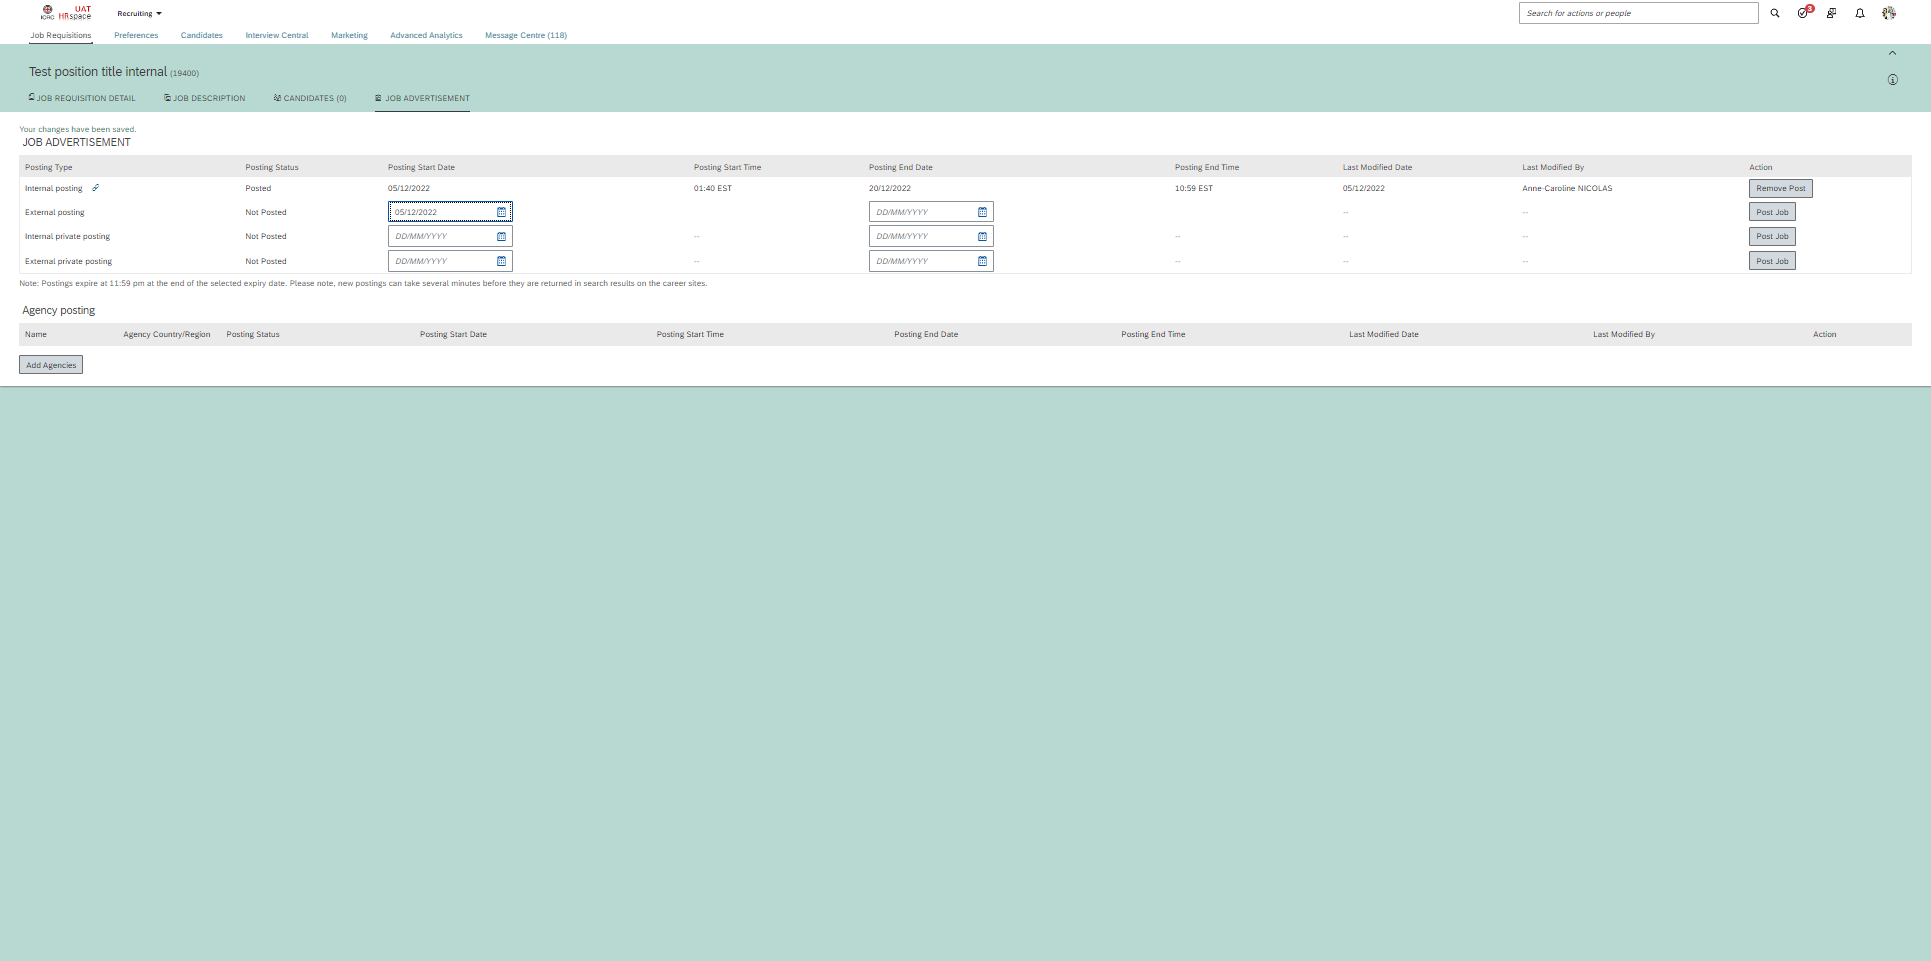 ICRC UAT HRspace Recruiting Search for actions or people 3
Job Requisitions Preferences Candidates Interview Central Marketing Advanced Analytics Message Centre (118)
Test position title internal (19400)
JOB REQUISITION DETAIL JOB DESCRIPTION CANDIDATES (0) JOB ADVERTISEMENT
Your changes have been saved.
JOB ADVERTISEMENT
Posting Type Posting Status Posting Start Date Posting Start Time Posting End Date Posting End Time Last Modified Date Last Modified By Action
Internal posting Posted 05/12/2022 01:40 EST 20/12/2022 10:59 EST 05/12/2022 Anne-Caroline NICOLAS Remove Post
External posting Not Posted 05/12/2022 DD/MM/YYYY -- -- Post Job
Internal private posting Not Posted DD/MM/YYYY -- DD/MM/YYYY -- -- -- Post Job
External private posting Not Posted DD/MM/YYYY -- DD/MM/YYYY -- -- -- Post Job
Note: Postings expire at 11:59 pm at the end of the selected expiry date. Please note, new postings can take several minutes before they are returned in search results on the career sites.
Agency posting
Name Agency Country/Region Posting Status Posting Start Date Posting Start Time Posting End Date Posting End Time Last Modified Date Last Modified By Action
Add Agencies